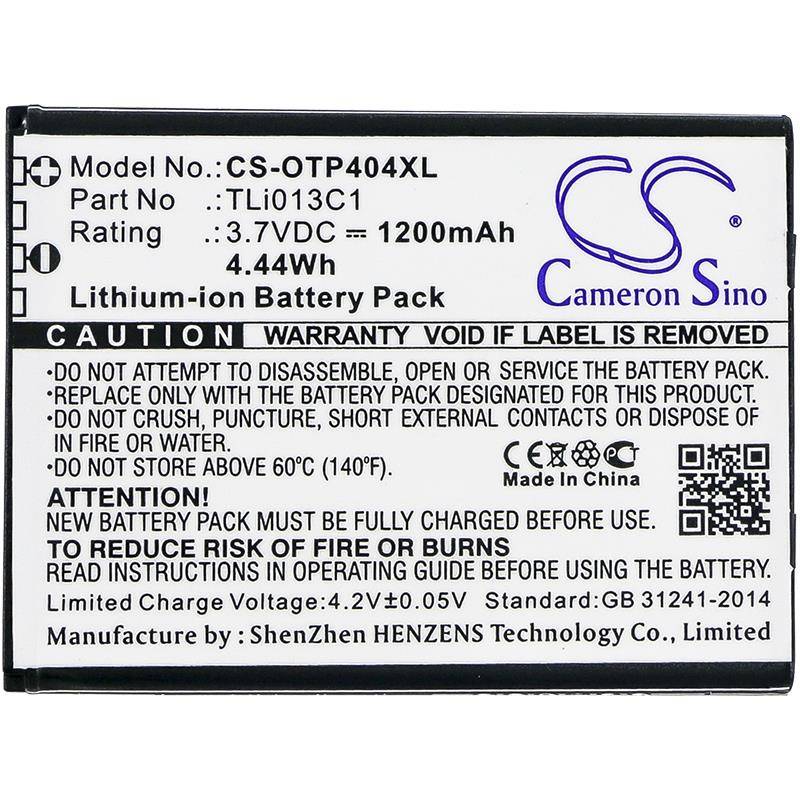 Model No.: CS-OTP404XL
Part No : TLi013C1
Rating : 3.7VDC ⎓ 1200mAh
4.44Wh
Lithium-ion Battery Pack
CS ®
Cameron Sino
CAUTION WARRANTY VOID IF LABEL IS REMOVED
•DO NOT ATTEMPT TO DISASSEMBLE, OPEN, SERVICE THE BATTERY PACK.
•REPLACE ONLY WITH THE BATTERY PACK DESIGNATED FOR THIS PRODUCT.
•DO NOT CRUSH, PUNCTURE, SHORT EXTERNAL CONTACTS OR DISPOSE OF
IN FIRE OR WATER.
•DO NOT STORE ABOVE 60°C (140°F).
CE PCT
Made In China
ATTENTION!
NEW BATTERY PACK MUST BE FULLY CHARGED BEFORE USE.
TO REDUCE RISK OF FIRE OR BURNS
READ INSTRUCTIONS IN DEVICE'S MANUAL BEFORE USING BATTERY.
Limited Charge Voltage:4.2V±0.05V Standard:GB 31241-2014
Manufacture by : ShenZhen HENZENS Technology Co., Limited